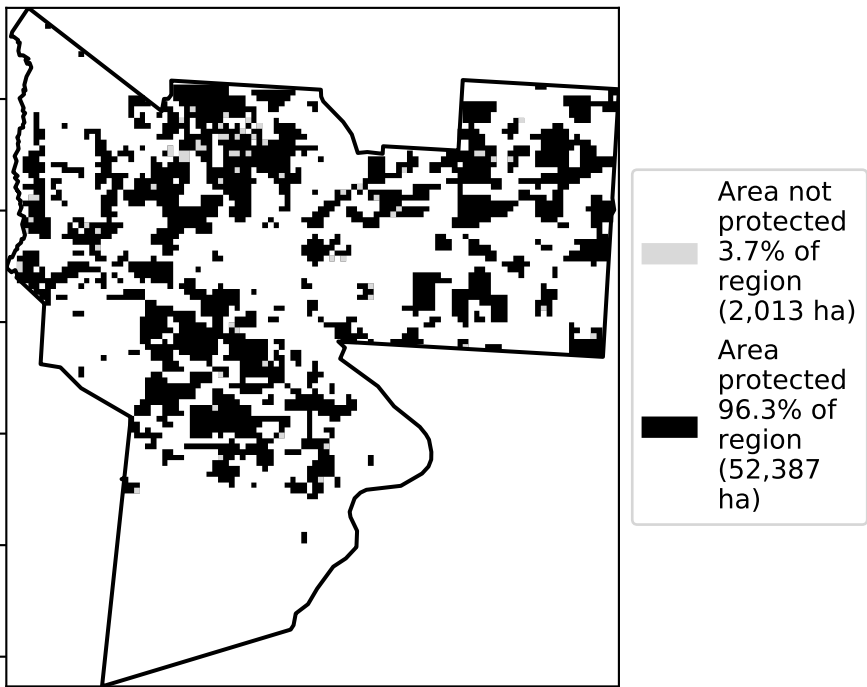 Area not
protected
3.7% of
region
(2,013 ha)
Area
protected
96.3% of
region
(52,387
ha)